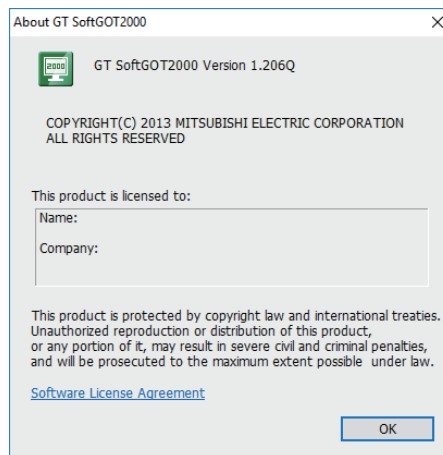 About GT SoftGOT2000
2000
GT SoftGOT2000 Version 1.206Q
COPYRIGHT(C) 2013 MITSUBISHI ELECTRIC CORPORATION
ALL RIGHTS RESERVED
This product is licensed to:
Name:
Company:
This product is protected by copyright law and international treaties.
Unauthorized reproduction or distribution of this product,
or any portion of it, may result in severe civil and criminal penalties,
and will be prosecuted to the maximum extent possible under law.
Software License Agreement
OK